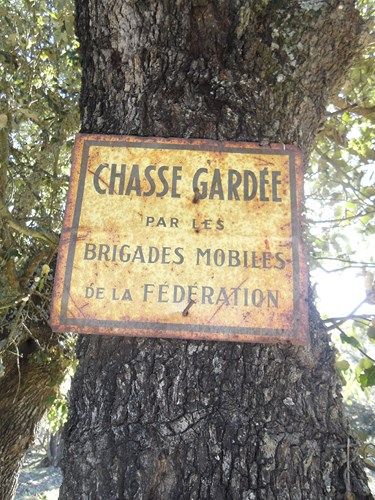 CHASSE GARDÉE
PAR LES
BRIGADES MOBILES
DE LA FÉDÉRATION